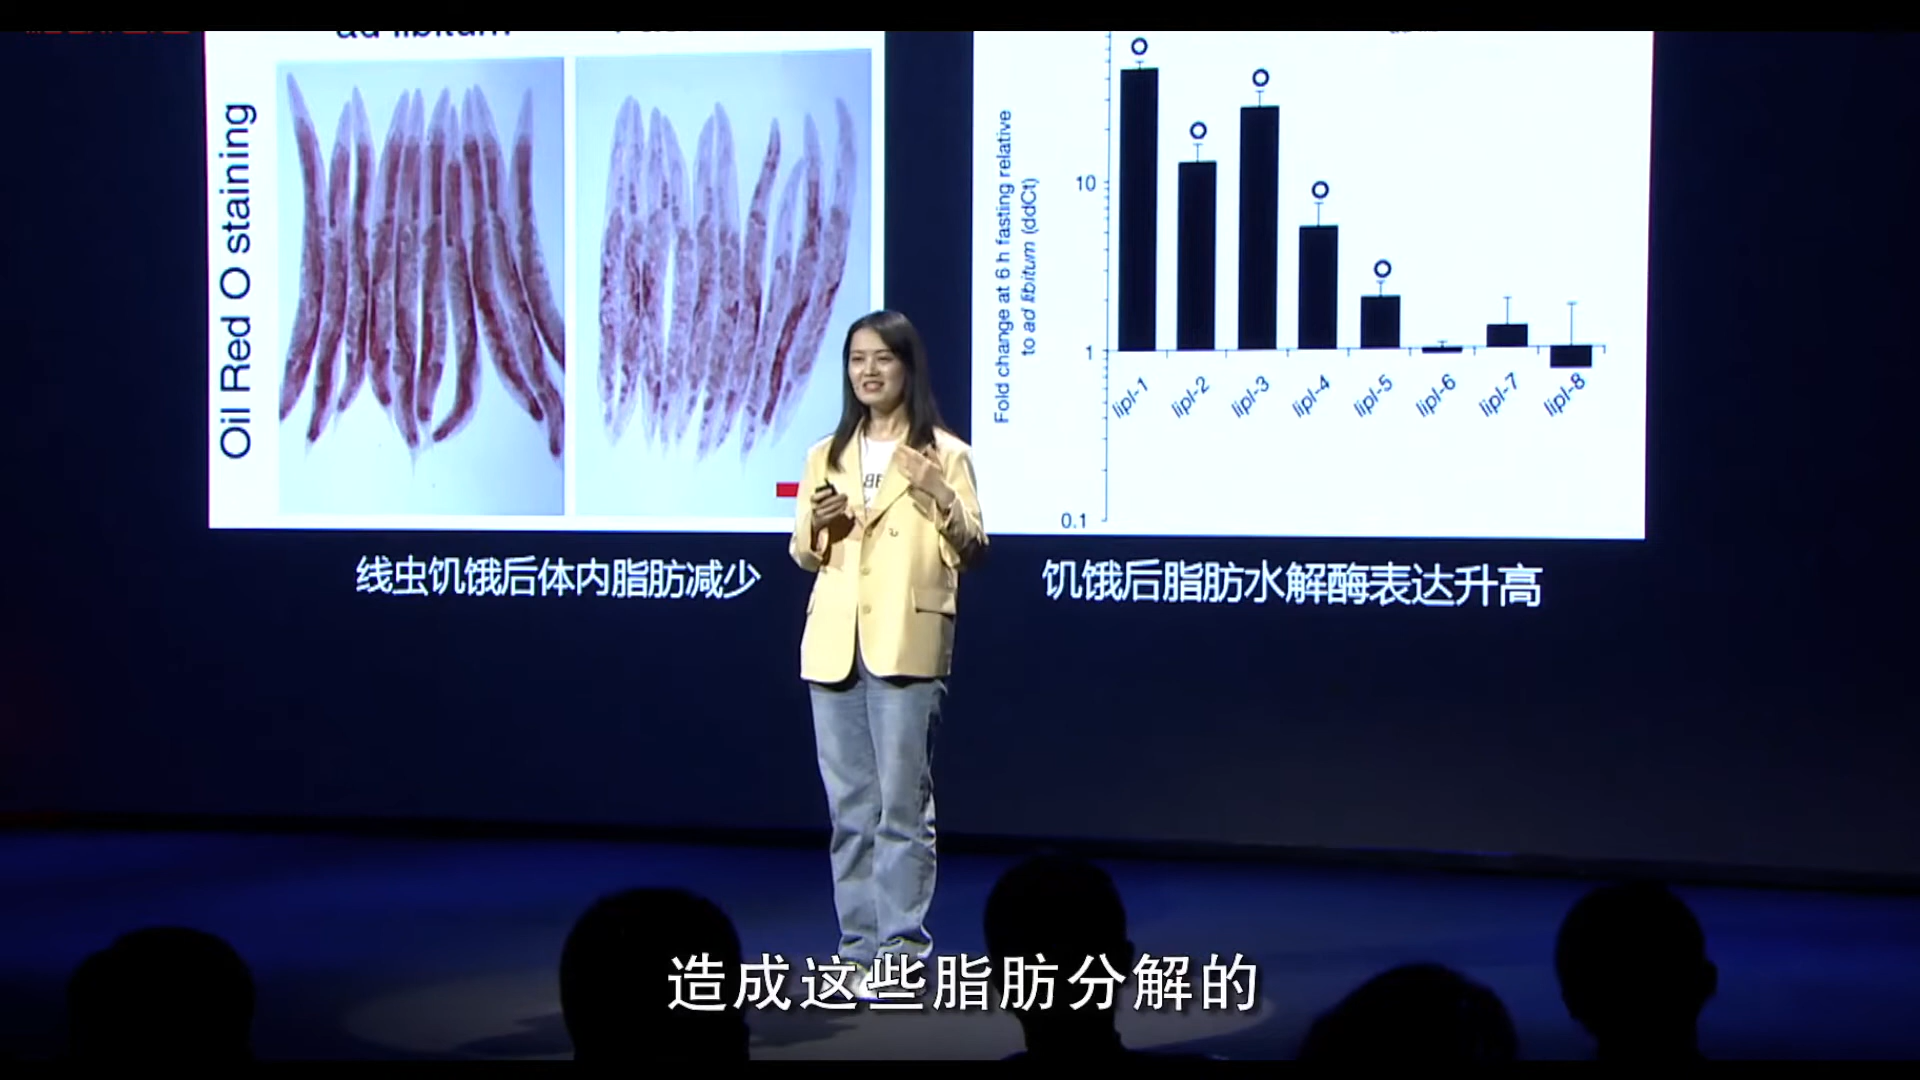 ad libitum
Oil Red O staining
Fold change at 6 h fasting relative
to ad libitum (ddCt)
10
1
0.1
lipl-1
lipl-2
lipl-3
lipl-4
lipl-5
lipl-6
lipl-7
lipl-8
线虫饥饿后体内脂肪减少
饥饿后脂肪水解酶表达升高
造成这些脂肪分解的